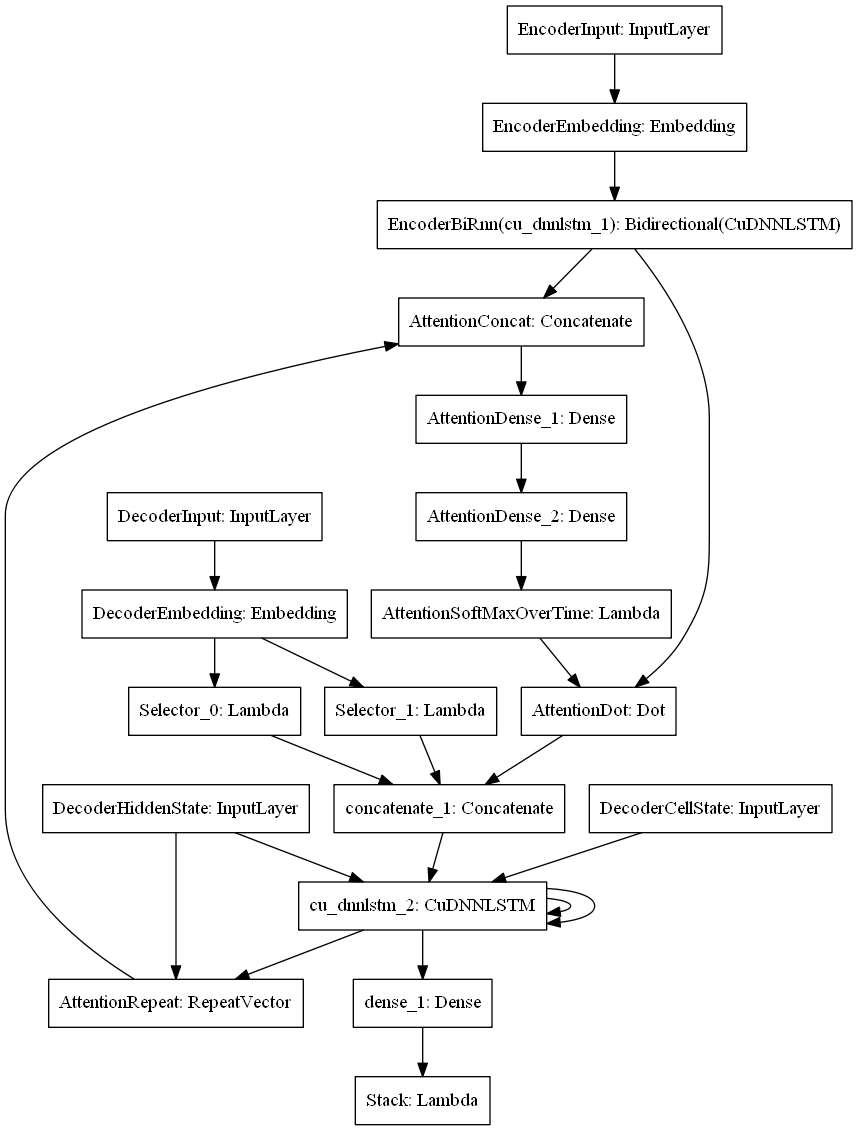 EncoderInput: InputLayer
EncoderEmbedding: Embedding
EncoderBiRnn(cu_dnnlstm_1): Bidirectional(CuDNNLSTM)
AttentionConcat: Concatenate
AttentionDense_1: Dense
DecoderInput: InputLayer
AttentionDense_2: Dense
DecoderEmbedding: Embedding
AttentionSoftMaxOverTime: Lambda
Selector_0: Lambda
Selector_1: Lambda
AttentionDot: Dot
DecoderHiddenState: InputLayer
concatenate_1: Concatenate
DecoderCellState: InputLayer
cu_dnnlstm_2: CuDNNLSTM
AttentionRepeat: RepeatVector
dense_1: Dense
Stack: Lambda